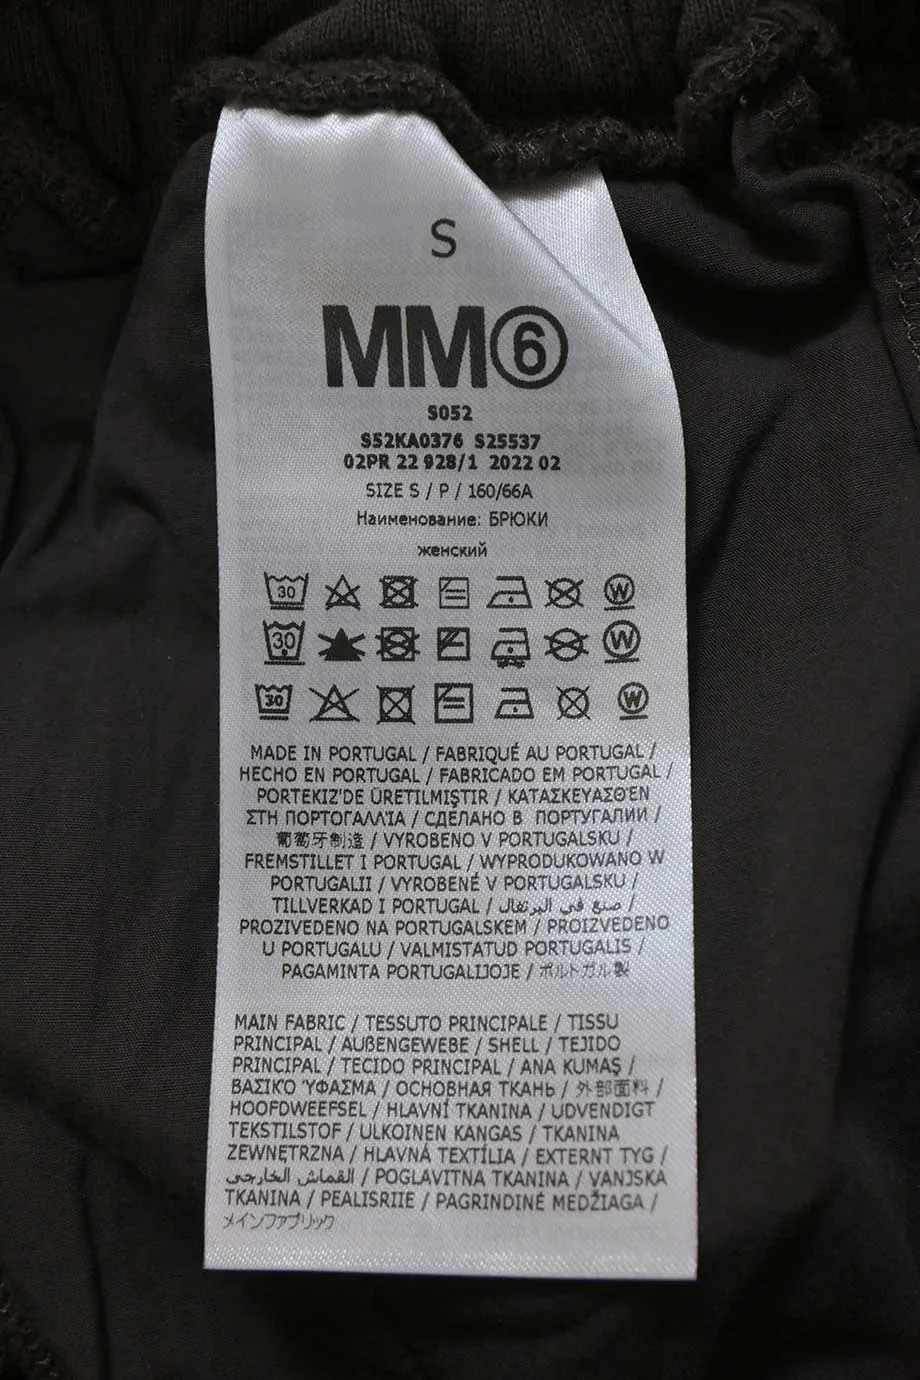 S
MM⑥
S052
S52KA0376 S25537
02PR 22 928/1 2022 02
SIZE S / P / 160/66A
Наименование: БРЮКИ
женский
30 W
30 W
30 W
MADE IN PORTUGAL / FABRIQUÉ AU PORTUGAL /
HECHO EN PORTUGAL / FABRICADO EM PORTUGAL /
PORTEKIZ'DE ÜRETILMIŞTIR / ΚΑΤΑΣΚΕΥΑΣΘΈΝ
ΣΤΗ ΠΟΡΤΟΓΑΛΛΊΑ / СДЕЛАНО В ПОРТУГАЛИИ /
葡萄牙制造 / VYROBENO V PORTUGALSKU /
FREMSTILLET I PORTUGAL / WYPRODUKOWANO W
PORTUGALII / VYROBENÉ V PORTUGALSKU /
TILLVERKAD I PORTUGAL / صنع في البرتغال /
PROZIVEDENO NA PORTUGALSKEM / PROIZVEDENO
U PORTUGALU / VALMISTATUD PORTUGALIS /
PAGAMINTA PORTUGALIJOJE / ポルトガル製
MAIN FABRIC / TESSUTO PRINCIPALE / TISSU
PRINCIPAL / AUßENGEWEBE / SHELL / TEJIDO
PRINCIPAL / TECIDO PRINCIPAL / ANA KUMAŞ /
ΒΑΣΙΚΌ ΎΦΑΣΜΑ / ОСНОВНАЯ ТКАНЬ / 外部面料 /
HOOFDWEEFSEL / HLAVNÍ TKANINA / UDVENDIGT
TEKSTILSTOF / ULKOINEN KANGAS / TKANINA
ZEWNĘTRZNA / HLAVNÁ TEXTÍLIA / EXTERNT TYG /
القماش الخارجي / POGLAVITNA TKANINA / VANJSKA
TKANINA / PEALISRIIE / PAGRINDINĖ MEDŽIAGA /
メインファブリック